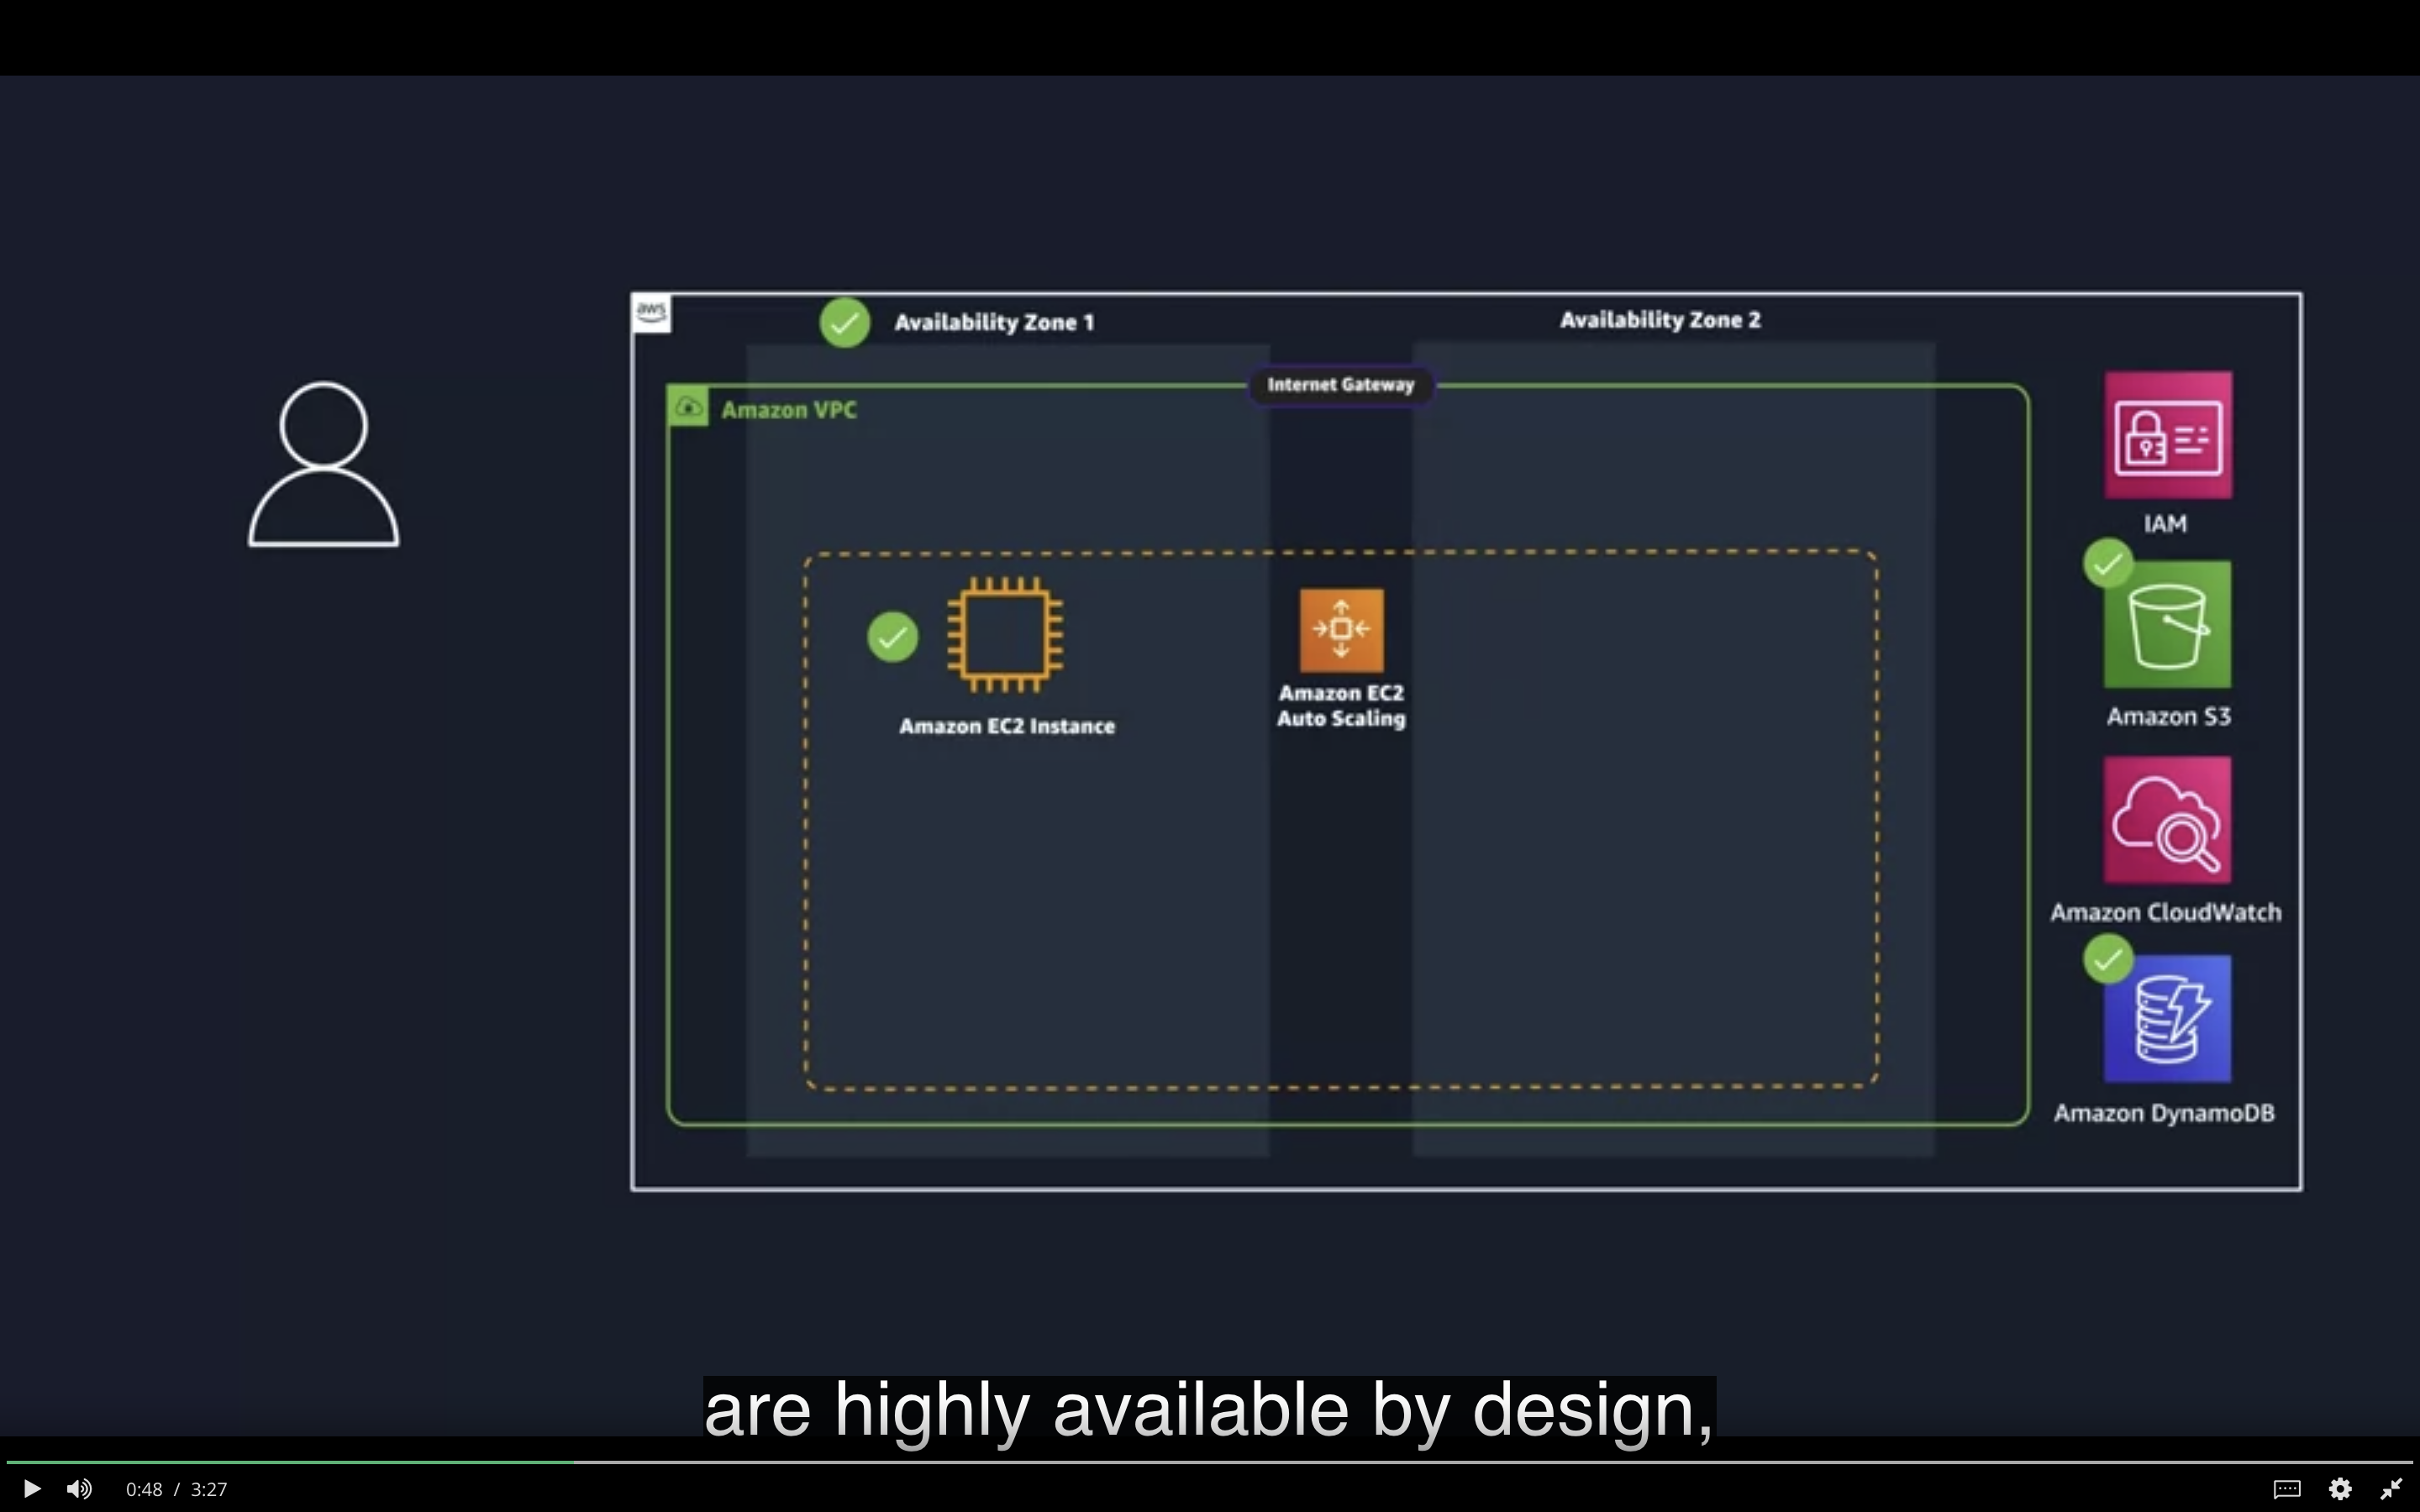 aws
Availability Zone 1
Availability Zone 2
Internet Gateway
Amazon VPC
IAM
Amazon EC2 Instance
Amazon EC2
Auto Scaling
Amazon S3
Amazon CloudWatch
Amazon DynamoDB
are highly available by design,
0:48 / 3:27